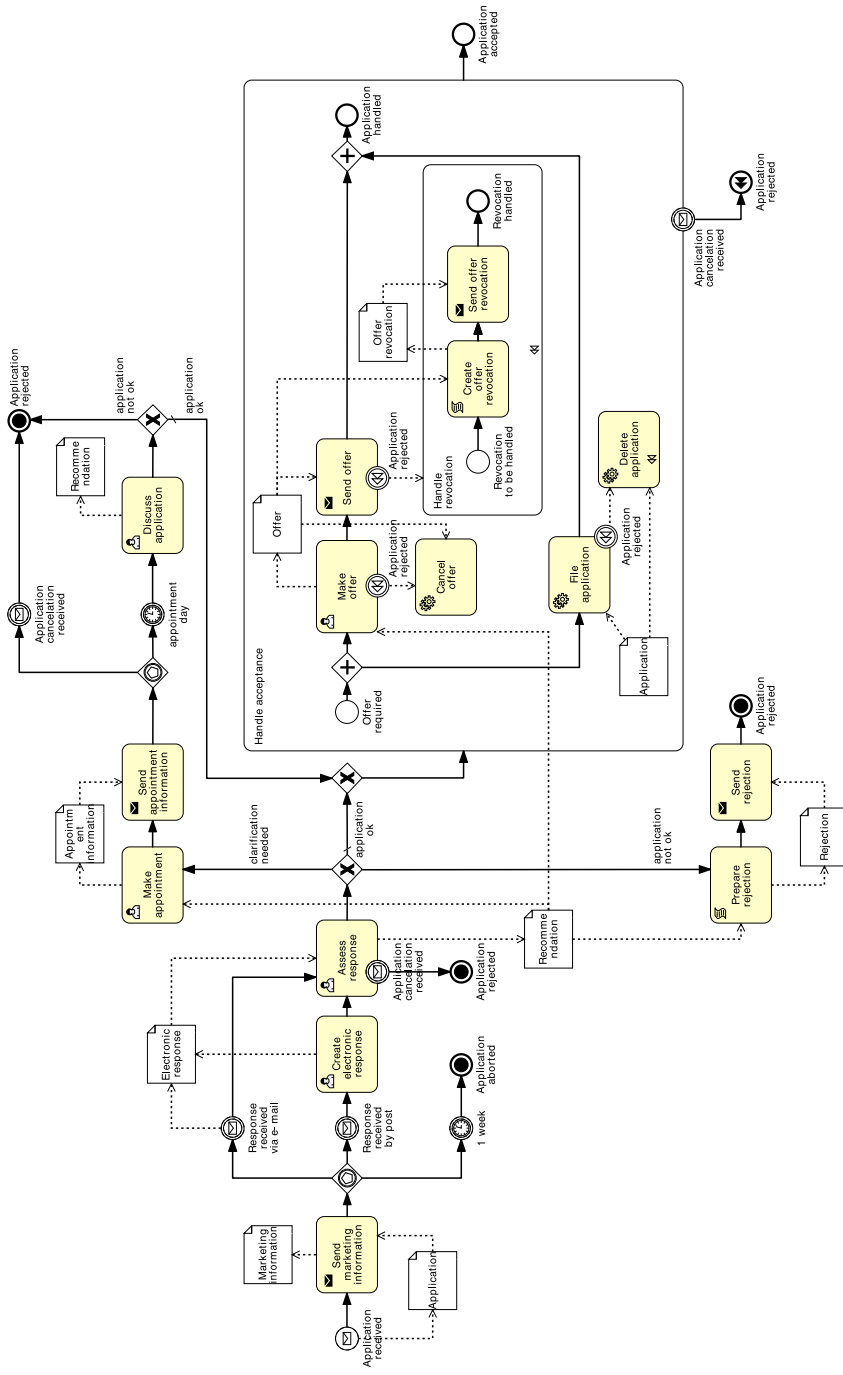 Application
received
Application
Send
marketing
information
Marketing
information
Response
received
via e- mail
Response
received
by post
1 week
Application
aborted
Electronic
response
Create
electronic
response
Assess
response
Application
cancelation
received
Application
rejected
Recomme
ndation
clarification
needed
application
ok
application
not ok
Make
appointment
Appointm
ent
information
Send
appointment
information
Application
cancelation
received
appointment
day
Discuss
application
Recomme
ndation
Application
rejected
application
not ok
application
ok
Prepare
rejection
Rejection
Send
rejection
Application
rejected
Handle acceptance
Offer
required
Make
offer
Application
rejected
Cancel
offer
Offer
Send offer
Application
rejected
Handle
revocation
Revocation
to be handled
Create
offer
revocation
Offer
revocation
Send offer
revocation
Revocation
handled
Application
File
application
Application
rejected
Delete
application
Application
handled
Application
accepted
Application
cancelation
received
Application
rejected